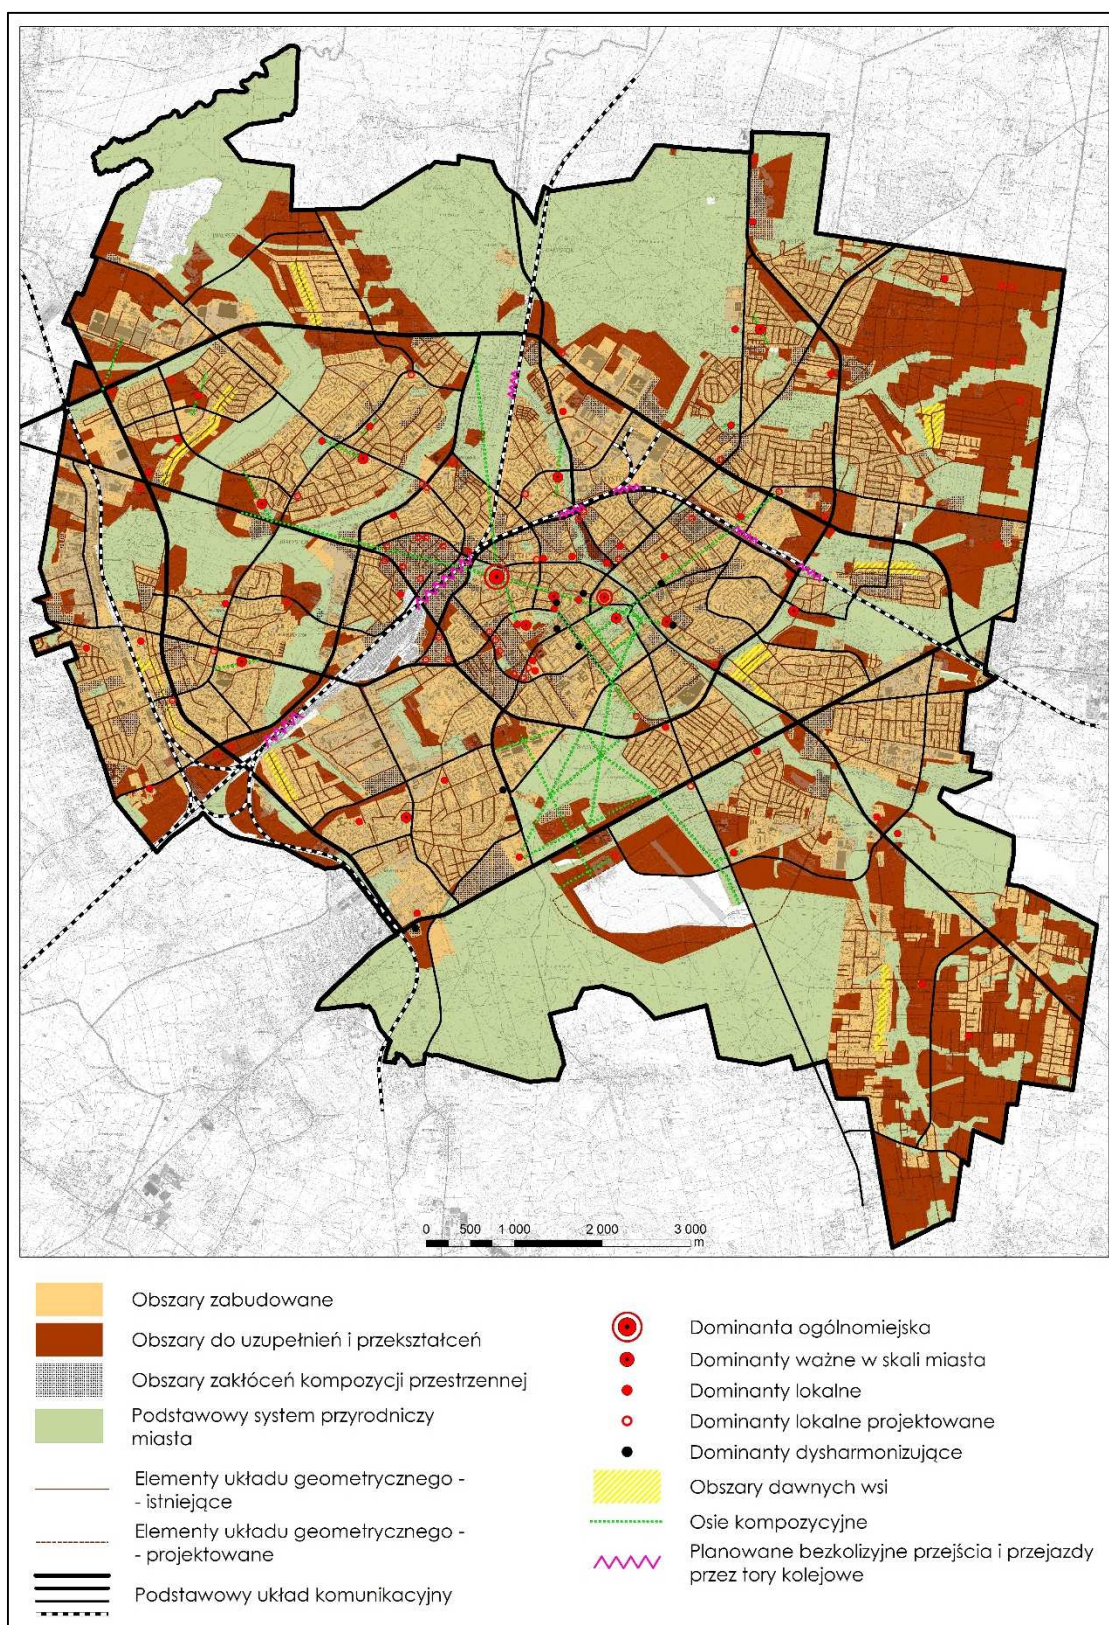 0 500 1 000 2 000 3 000
m
Obszary zabudowane
Obszary do uzupełnień i przekształceń
Obszary zakłóceń kompozycji przestrzennej
Podstawowy system przyrodniczy
miasta
Elementy układu geometrycznego -
- istniejące
Elementy układu geometrycznego -
- projektowane
Podstawowy układ komunikacyjny
Dominanta ogólnomiejska
Dominanty ważne w skali miasta
Dominanty lokalne
Dominanty lokalne projektowane
Dominanty dysharmonizujące
Obszary dawnych wsi
Osie kompozycyjne
Planowane bezkolizyjne przejścia i przejazdy
przez tory kolejowe